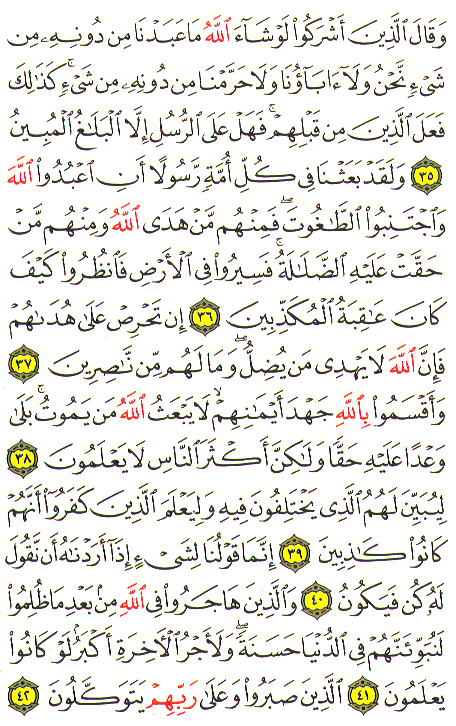 وَقَالَ ٱلَّذِينَ أَشْرَكُوا۟ لَوْ شَآءَ ٱللَّهُ مَا عَبَدْنَا مِن دُونِهِۦ مِن
شَىْءٍ نَّحْنُ وَلَآ ءَابَآؤُنَا وَلَا حَرَّمْنَا مِن دُونِهِۦ مِن شَىْءٍ ۚ كَذَٰلِكَ
فَعَلَ ٱلَّذِينَ مِن قَبْلِهِمْ ۚ فَهَلْ عَلَى ٱلرُّسُلِ إِلَّا ٱلْبَلَٰغُ ٱلْمُبِينُ
٣٥ وَلَقَدْ بَعَثْنَا فِى كُلِّ أُمَّةٍ رَّسُولًا أَنِ ٱعْبُدُوا۟ ٱللَّهَ
وَٱجْتَنِبُوا۟ ٱلطَّٰغُوتَ ۖ فَمِنْهُم مَّنْ هَدَى ٱللَّهُ وَمِنْهُم مَّنْ
حَقَّتْ عَلَيْهِ ٱلضَّلَٰلَةُ ۚ فَسِيرُوا۟ فِى ٱلْأَرْضِ فَٱنظُرُوا۟ كَيْفَ
كَانَ عَٰقِبَةُ ٱلْمُكَذِّبِينَ ٣٦ إِن تَحْرِصْ عَلَىٰ هُدَىٰهُمْ
فَإِنَّ ٱللَّهَ لَا يَهْدِى مَن يُضِلُّ ۖ وَمَا لَهُم مِّن نَّٰصِرِينَ ٣٧
وَأَقْسَمُوا۟ بِٱللَّهِ جَهْدَ أَيْمَٰنِهِمْ ۙ لَا يَبْعَثُ ٱللَّهُ مَن يَمُوتُ ۚ بَلَىٰ
وَعْدًا عَلَيْهِ حَقًّا وَلَٰكِنَّ أَكْثَرَ ٱلنَّاسِ لَا يَعْلَمُونَ ٣٨
لِيُبَيِّنَ لَهُمُ ٱلَّذِى يَخْتَلِفُونَ فِيهِ وَلِيَعْلَمَ ٱلَّذِينَ كَفَرُوٓا۟ أَنَّهُمْ
كَانُوا۟ كَٰذِبِينَ ٣٩ إِنَّمَا قَوْلُنَا لِشَىْءٍ إِذَآ أَرَدْنَٰهُ أَن نَّقُولَ
لَهُۥ كُن فَيَكُونُ ٤٠ وَٱلَّذِينَ هَاجَرُوا۟ فِى ٱللَّهِ مِنۢ بَعْدِ مَا ظُلِمُوا۟
لَنُبَوِّئَنَّهُمْ فِى ٱلدُّنْيَا حَسَنَةً ۖ وَلَأَجْرُ ٱلْءَاخِرَةِ أَكْبَرُ ۚ لَوْ كَانُوا۟
يَعْلَمُونَ ٤١ ٱلَّذِينَ صَبَرُوا۟ وَعَلَىٰ رَبِّهِمْ يَتَوَكَّلُونَ ٤٢